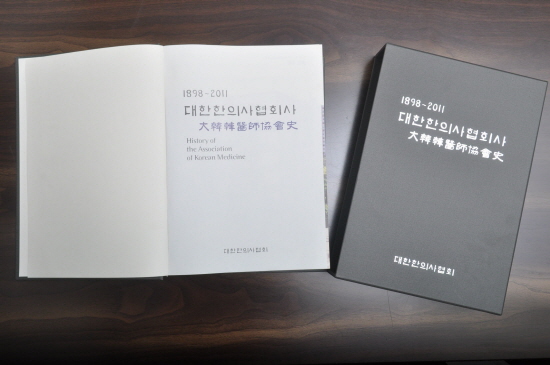 1898~2011
대한한의사협회사
大韓韓醫師協會史
History of
the Association
of Korean Medicine
대한한의사협회
1898~2011
대한한의사협회사
大韓韓醫師協會史
대한한의사협회